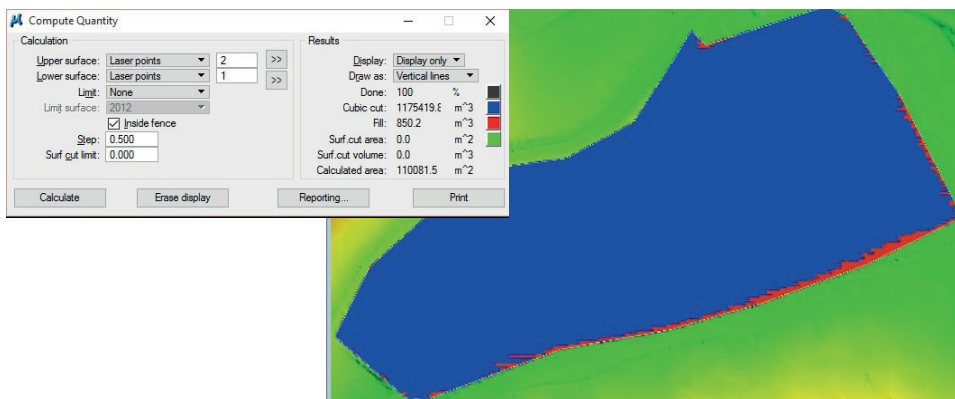 Compute Quantity
Calculation
Upper surface: Laser points 2 >>
Lower surface: Laser points 1 >>
Limit: None
Limit surface: 2012
Inside fence
Step: 0.500
Surf cut limit: 0.000
Results
Display: Display only
Draw as: Vertical lines
Done: 100 %
Cubic cut: 1175419.8 m^3
Fill: 850.2 m^3
Surf.cut area: 0.0 m^2
Surf.cut volume: 0.0 m^3
Calculated area: 110081.5 m^2
Calculate Erase display Reporting... Print